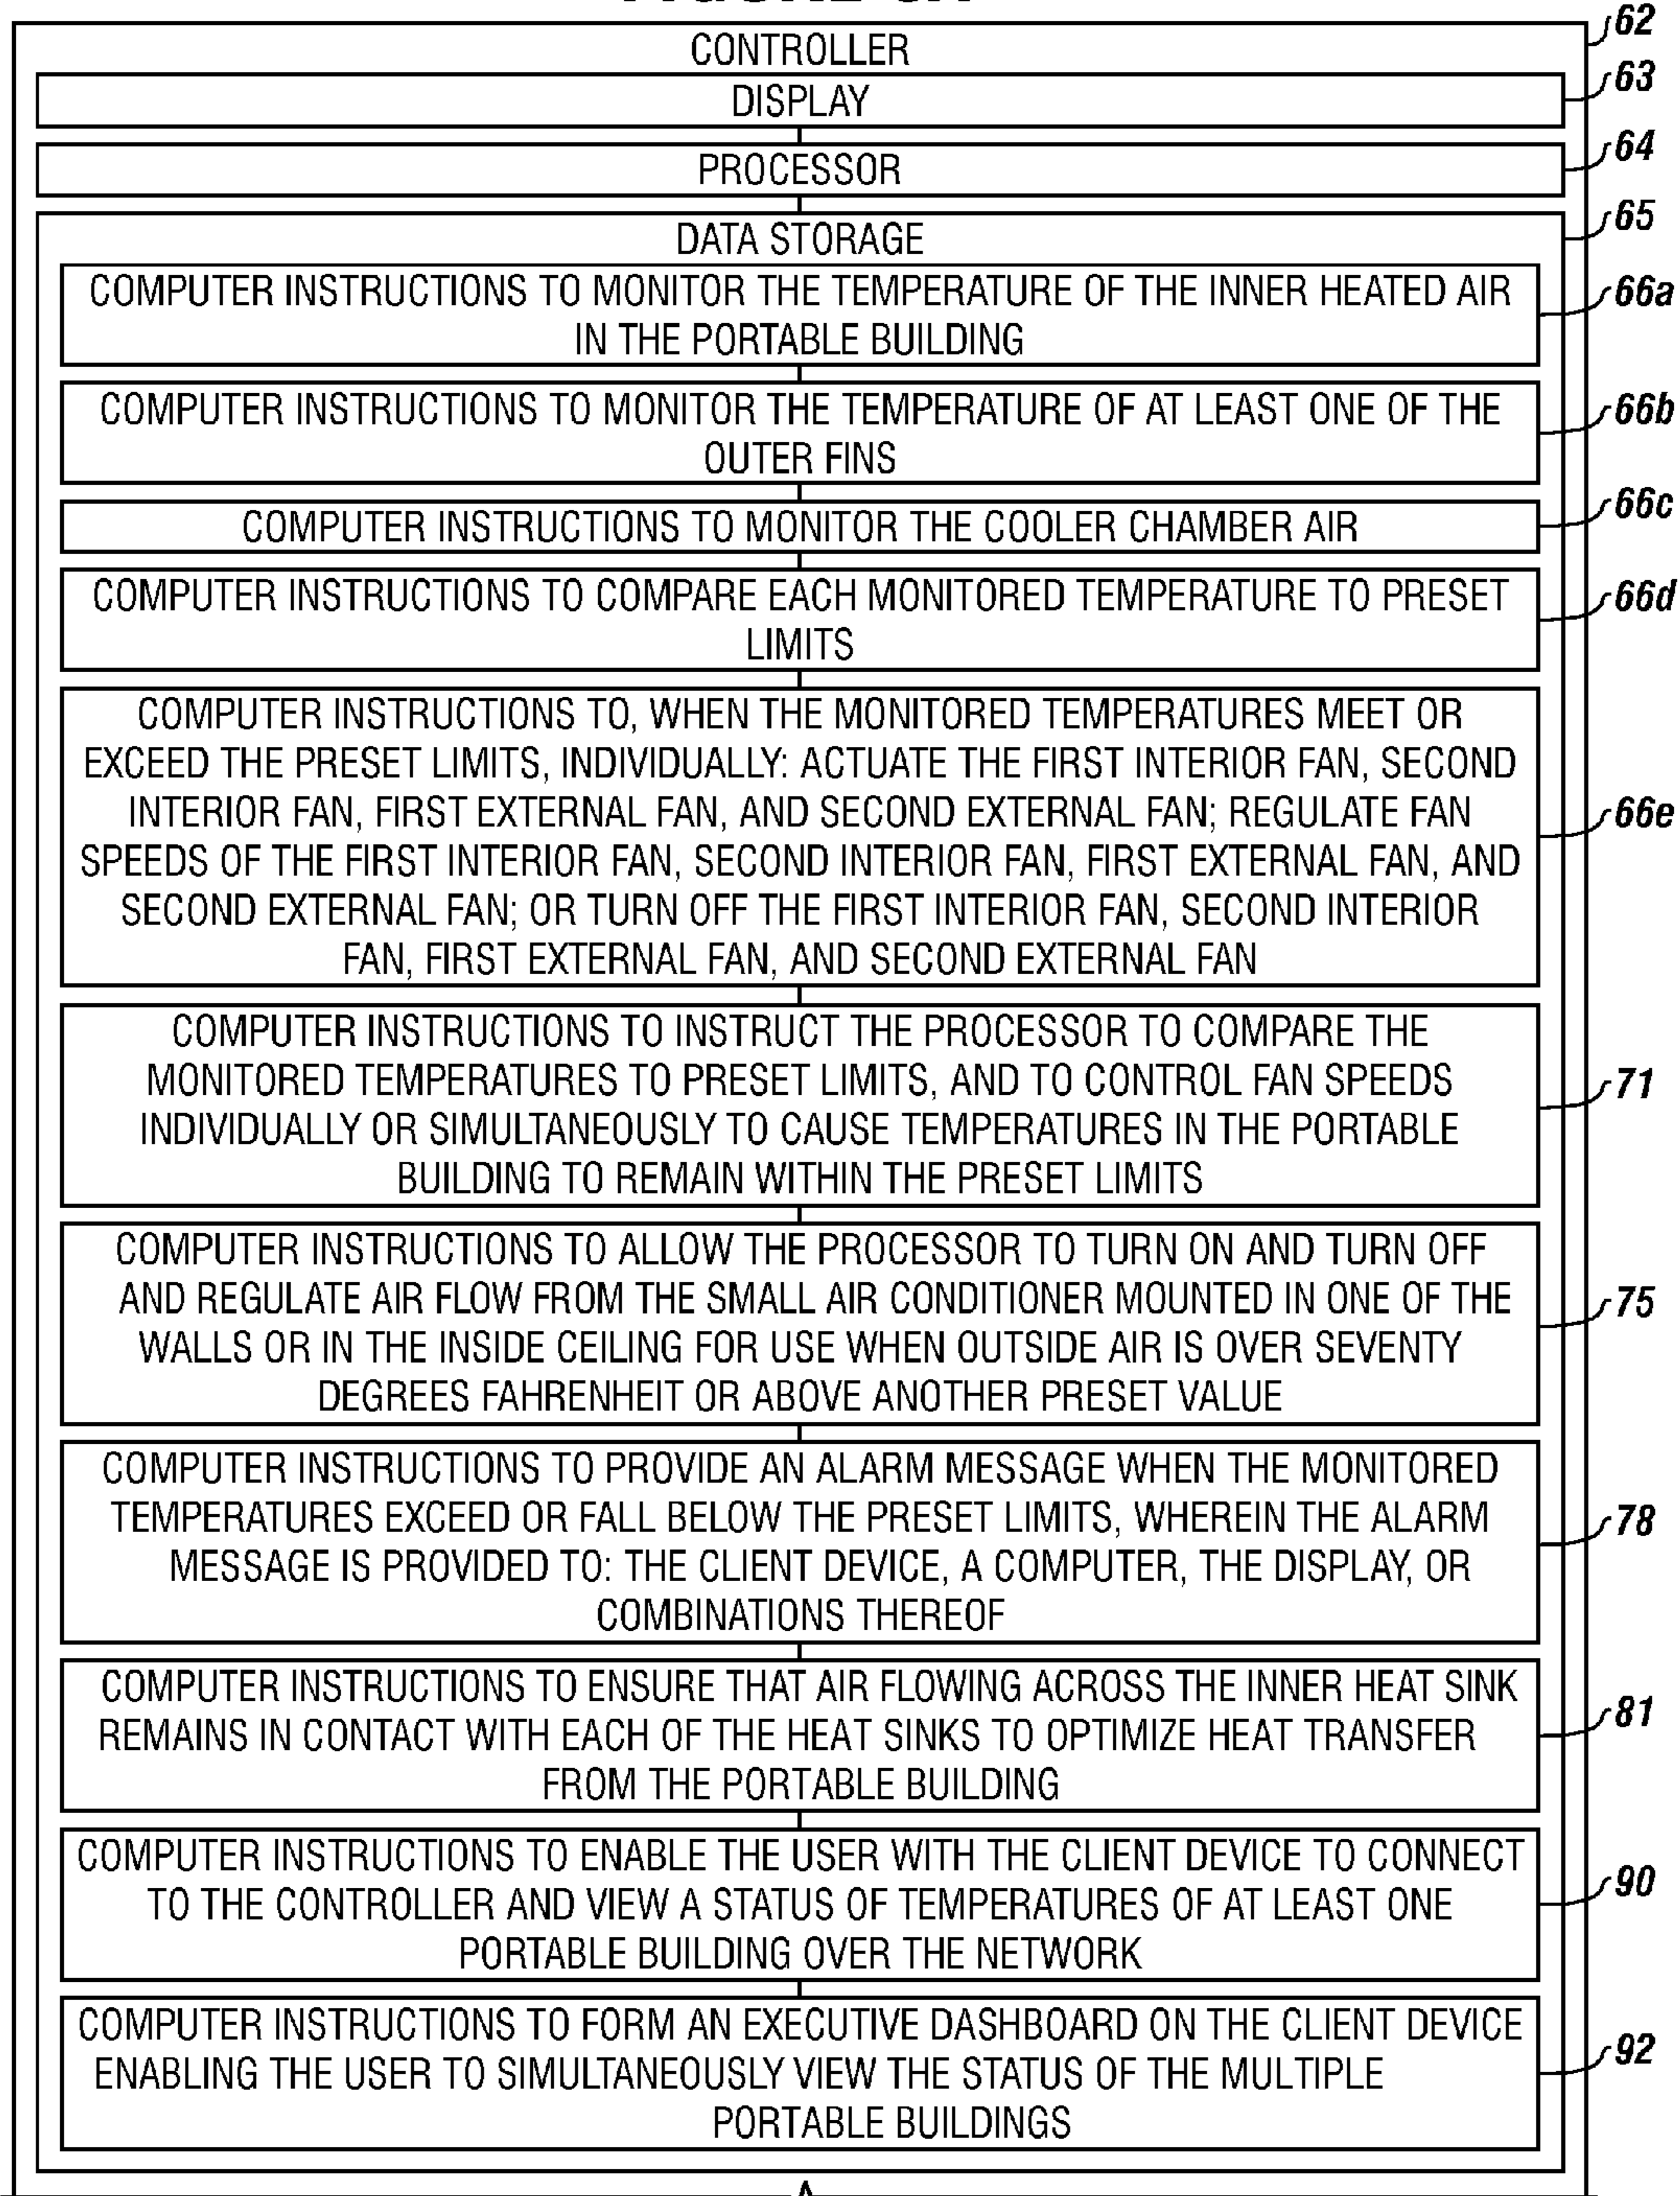 CONTROLLER
62
DISPLAY
63
PROCESSOR
64
DATA STORAGE
65
COMPUTER INSTRUCTIONS TO MONITOR THE TEMPERATURE OF THE INNER HEATED AIR
IN THE PORTABLE BUILDING
66a
COMPUTER INSTRUCTIONS TO MONITOR THE TEMPERATURE OF AT LEAST ONE OF THE
OUTER FINS
66b
COMPUTER INSTRUCTIONS TO MONITOR THE COOLER CHAMBER AIR
66c
COMPUTER INSTRUCTIONS TO COMPARE EACH MONITORED TEMPERATURE TO PRESET
LIMITS
66d
COMPUTER INSTRUCTIONS TO, WHEN THE MONITORED TEMPERATURES MEET OR
EXCEED THE PRESET LIMITS, INDIVIDUALLY: ACTUATE THE FIRST INTERIOR FAN, SECOND
INTERIOR FAN, FIRST EXTERNAL FAN, AND SECOND EXTERNAL FAN; REGULATE FAN
SPEEDS OF THE FIRST INTERIOR FAN, SECOND INTERIOR FAN, FIRST EXTERNAL FAN, AND
SECOND EXTERNAL FAN; OR TURN OFF THE FIRST INTERIOR FAN, SECOND INTERIOR
FAN, FIRST EXTERNAL FAN, AND SECOND EXTERNAL FAN
66e
COMPUTER INSTRUCTIONS TO INSTRUCT THE PROCESSOR TO COMPARE THE
MONITORED TEMPERATURES TO PRESET LIMITS, AND TO CONTROL FAN SPEEDS
INDIVIDUALLY OR SIMULTANEOUSLY TO CAUSE TEMPERATURES IN THE PORTABLE
BUILDING TO REMAIN WITHIN THE PRESET LIMITS
71
COMPUTER INSTRUCTIONS TO ALLOW THE PROCESSOR TO TURN ON AND TURN OFF
AND REGULATE AIR FLOW FROM THE SMALL AIR CONDITIONER MOUNTED IN ONE OF THE
WALLS OR IN THE INSIDE CEILING FOR USE WHEN OUTSIDE AIR IS OVER SEVENTY
DEGREES FAHRENHEIT OR ABOVE ANOTHER PRESET VALUE
75
COMPUTER INSTRUCTIONS TO PROVIDE AN ALARM MESSAGE WHEN THE MONITORED
TEMPERATURES EXCEED OR FALL BELOW THE PRESET LIMITS, WHEREIN THE ALARM
MESSAGE IS PROVIDED TO: THE CLIENT DEVICE, A COMPUTER, THE DISPLAY, OR
COMBINATIONS THEREOF
78
COMPUTER INSTRUCTIONS TO ENSURE THAT AIR FLOWING ACROSS THE INNER HEAT SINK
REMAINS IN CONTACT WITH EACH OF THE HEAT SINKS TO OPTIMIZE HEAT TRANSFER
FROM THE PORTABLE BUILDING
81
COMPUTER INSTRUCTIONS TO ENABLE THE USER WITH THE CLIENT DEVICE TO CONNECT
TO THE CONTROLLER AND VIEW A STATUS OF TEMPERATURES OF AT LEAST ONE
PORTABLE BUILDING OVER THE NETWORK
90
COMPUTER INSTRUCTIONS TO FORM AN EXECUTIVE DASHBOARD ON THE CLIENT DEVICE
ENABLING THE USER TO SIMULTANEOUSLY VIEW THE STATUS OF THE MULTIPLE
PORTABLE BUILDINGS
92